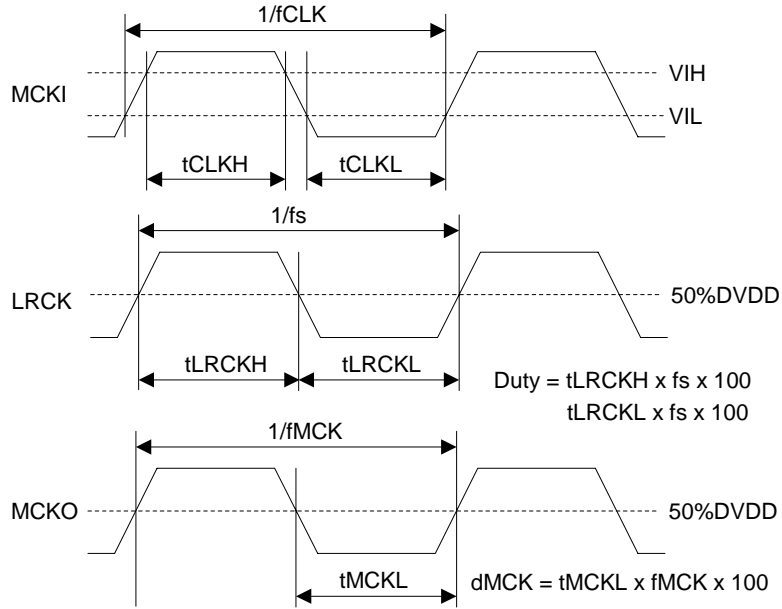 1/fCLK
VIH
MCKI
VIL
tCLKH
tCLKL
1/fs
LRCK
50%DVDD
tLRCKH
tLRCKL
Duty = tLRCKH x fs x 100
tLRCKL x fs x 100
1/fMCK
MCKO
50%DVDD
tMCKL
dMCK = tMCKL x fMCK x 100